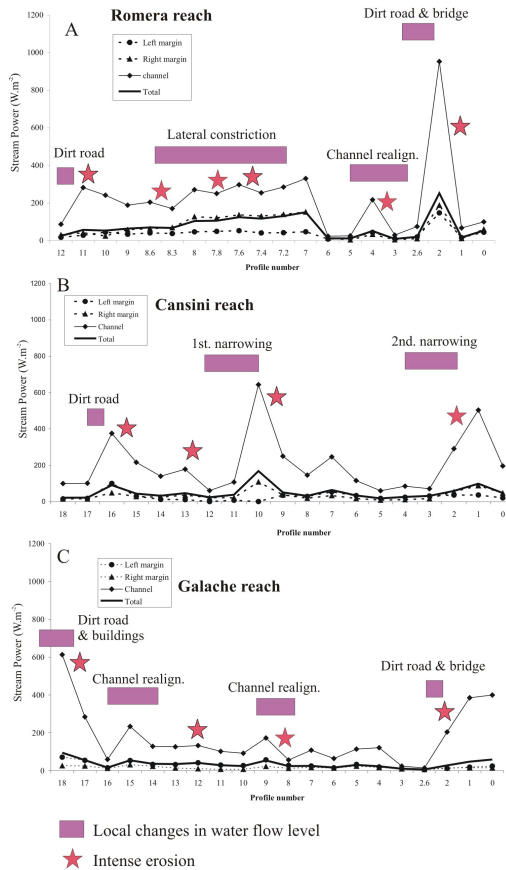 A
Romera reach
Dirt road & bridge
Left margin
Right margin
channel
Total
Lateral constriction
Dirt road
Channel realign.
Stream Power (W.m-2)
1200
1000
800
600
400
200
0
12 11 10 9 8.6 8.3 8 7.8 7.6 7.4 7.2 7 6 5 4 3 2.6 2 1 0
Profile number
B
Cansini reach
Left margin
Right margin
Channel
Total
1st. narrowing
2nd. narrowing
Dirt road
Stream Power (W.m-2)
1200
1000
800
600
400
200
0
18 17 16 15 14 13 12 11 10 9 8 7 6 5 4 3 2 1 0
Profile number
C
Galache reach
Left margin
Right margin
Channel
Total
Dirt road
& buildings
Channel realign.
Channel realign.
Dirt road & bridge
Stream Power (W.m-2)
1200
1000
800
600
400
200
0
18 17 16 15 14 13 12 11 10 9 8 7 6 5 4 3 2.6 2 1 0
Profile number
Local changes in water flow level
Intense erosion